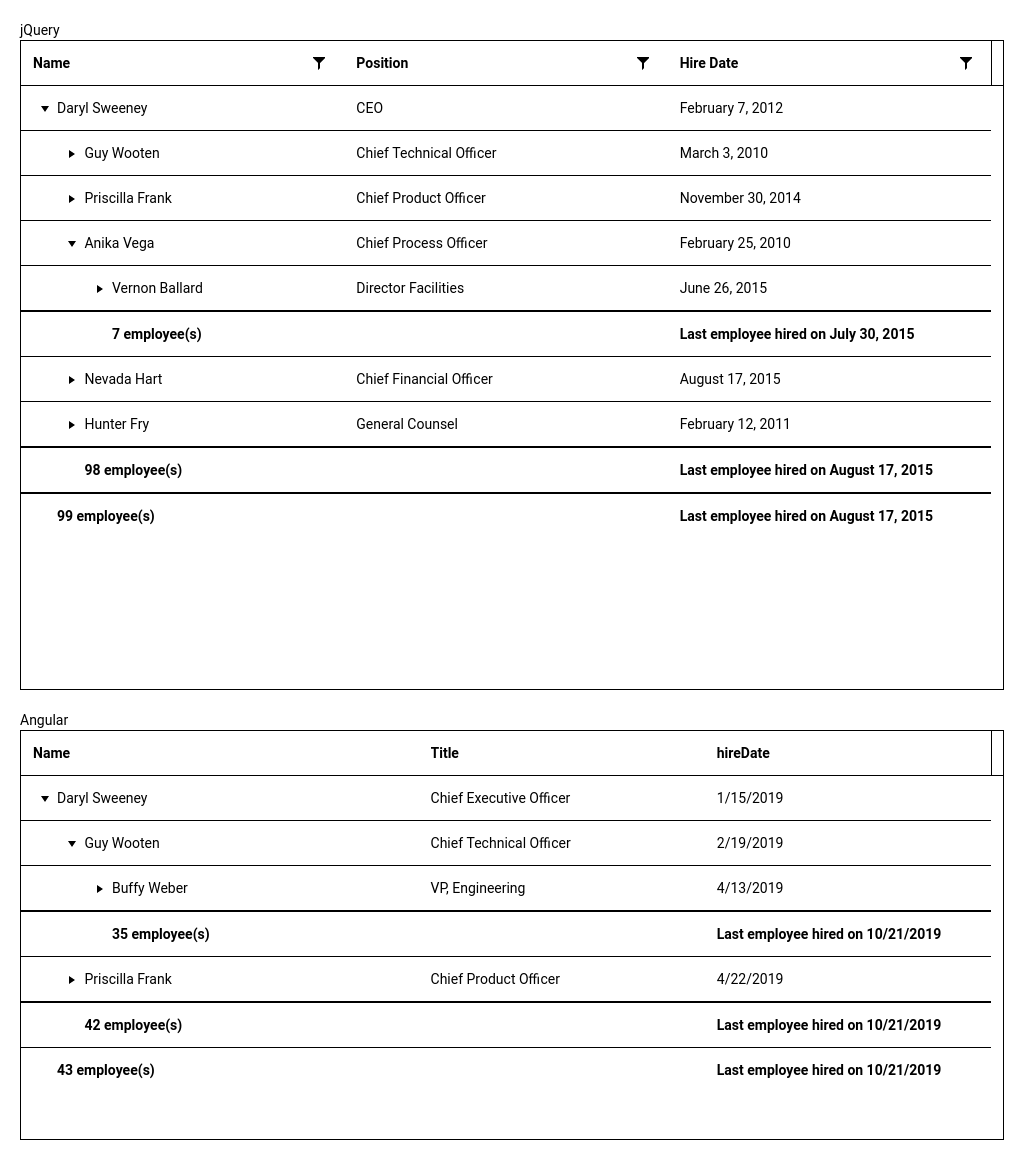 jQuery
Name Position Hire Date
Daryl Sweeney CEO February 7, 2012
Guy Wooten Chief Technical Officer March 3, 2010
Priscilla Frank Chief Product Officer November 30, 2014
Anika Vega Chief Process Officer February 25, 2010
Vernon Ballard Director Facilities June 26, 2015
7 employee(s) Last employee hired on July 30, 2015
Nevada Hart Chief Financial Officer August 17, 2015
Hunter Fry General Counsel February 12, 2011
98 employee(s) Last employee hired on August 17, 2015
99 employee(s) Last employee hired on August 17, 2015
Angular
Name Title hireDate
Daryl Sweeney Chief Executive Officer 1/15/2019
Guy Wooten Chief Technical Officer 2/19/2019
Buffy Weber VP, Engineering 4/13/2019
35 employee(s) Last employee hired on 10/21/2019
Priscilla Frank Chief Product Officer 4/22/2019
42 employee(s) Last employee hired on 10/21/2019
43 employee(s) Last employee hired on 10/21/2019